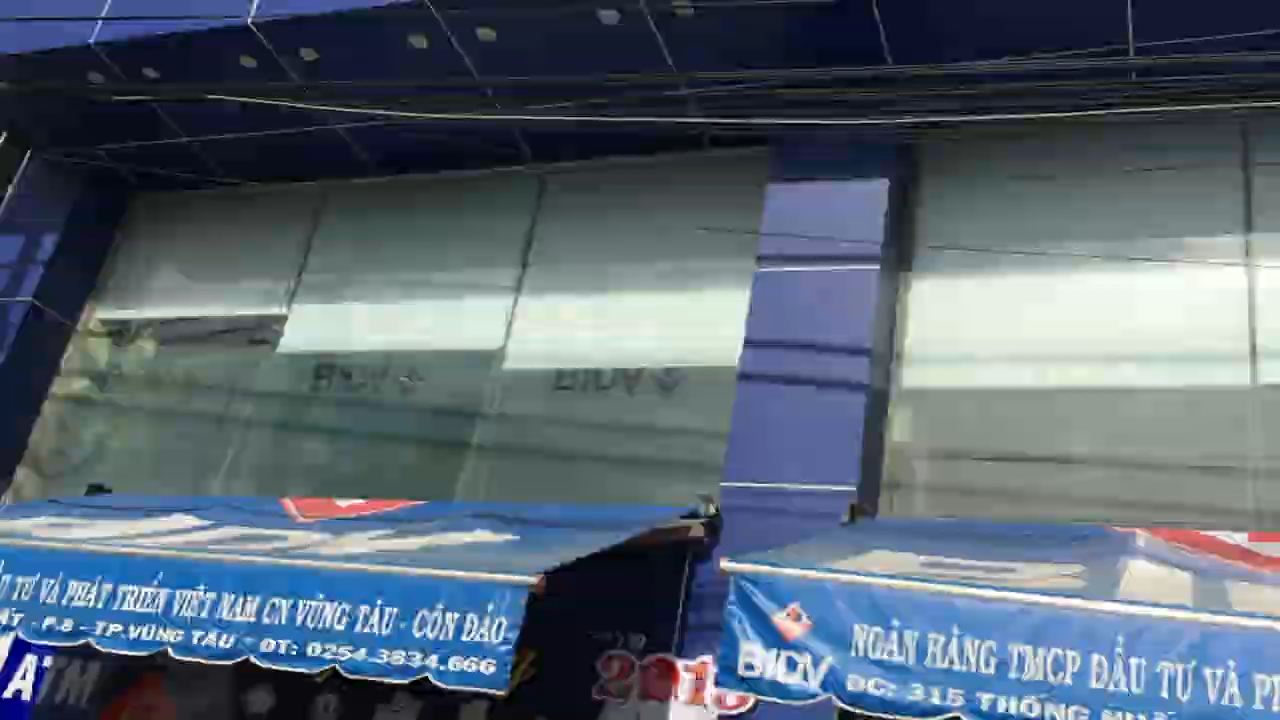 BIDV
BIDV
TƯ VÀ PHÁT TRIỂN VIỆT NAM CN VŨNG TÀU - CÔN ĐẢO
P.8 - TP.VŨNG TÀU - ĐT: 0254.3834.666
ATM
BIDV
NGÂN HÀNG TMCP ĐẦU TƯ VÀ
ĐC: 315 THỐNG